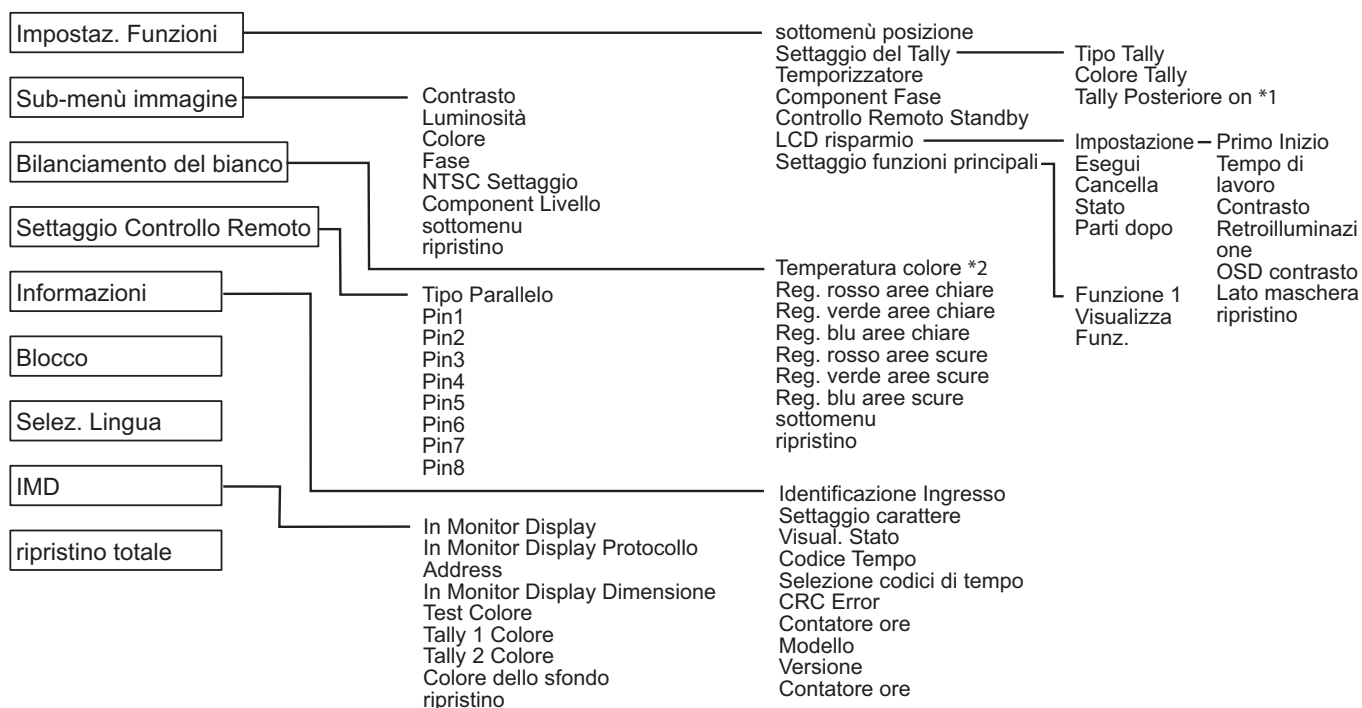 Impostaz. Funzioni
Sub-menù immagine
Bilanciamento del bianco
Settaggio Controllo Remoto
Informazioni
Blocco
Selez. Lingua
IMD
ripristino totale
Contrasto
Luminosità
Colore
Fase
NTSC Settaggio
Component Livello
sottomenu
ripristino
Tipo Parallelo
Pin1
Pin2
Pin3
Pin4
Pin5
Pin6
Pin7
Pin8
In Monitor Display
In Monitor Display Protocollo
Address
In Monitor Display Dimensione
Test Colore
Tally 1 Colore
Tally 2 Colore
Colore dello sfondo
ripristino
sottomenù posizione
Settaggio del Tally
Temporizzatore
Component Fase
Controllo Remoto Standby
LCD risparmio
Settaggio funzioni principali
Temperatura colore *2
Reg. rosso aree chiare
Reg. verde aree chiare
Reg. blu aree chiare
Reg. rosso aree scure
Reg. verde aree scure
Reg. blu aree scure
sottomenu
ripristino
Identificazione Ingresso
Settaggio carattere
Visual. Stato
Codice Tempo
Selezione codici di tempo
CRC Error
Contatore ore
Modello
Versione
Contatore ore
Tipo Tally
Colore Tally
Tally Posteriore on *1
Impostazione
Esegui
Cancella
Stato
Parti dopo
Funzione 1
Visualizza
Funz.
Primo Inizio
Tempo di
lavoro
Contrasto
Retroilluminazi
one
OSD contrasto
Lato maschera
ripristino